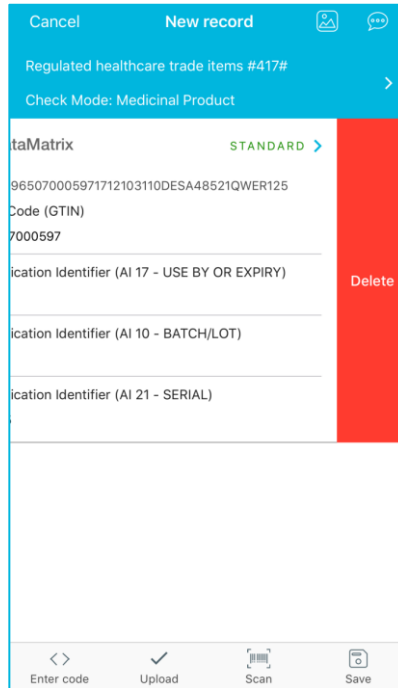 Cancel New record
Regulated healthcare trade items #417#
Check Mode: Medicinal Product
taMatrix STANDARD
9650700059717121031​10DESA48521QWER125
Code (GTIN)
7000597
ication Identifier (AI 17 - USE BY OR EXPIRY)
Delete
ication Identifier (AI 10 - BATCH/LOT)
ication Identifier (AI 21 - SERIAL)
Enter code Upload Scan Save